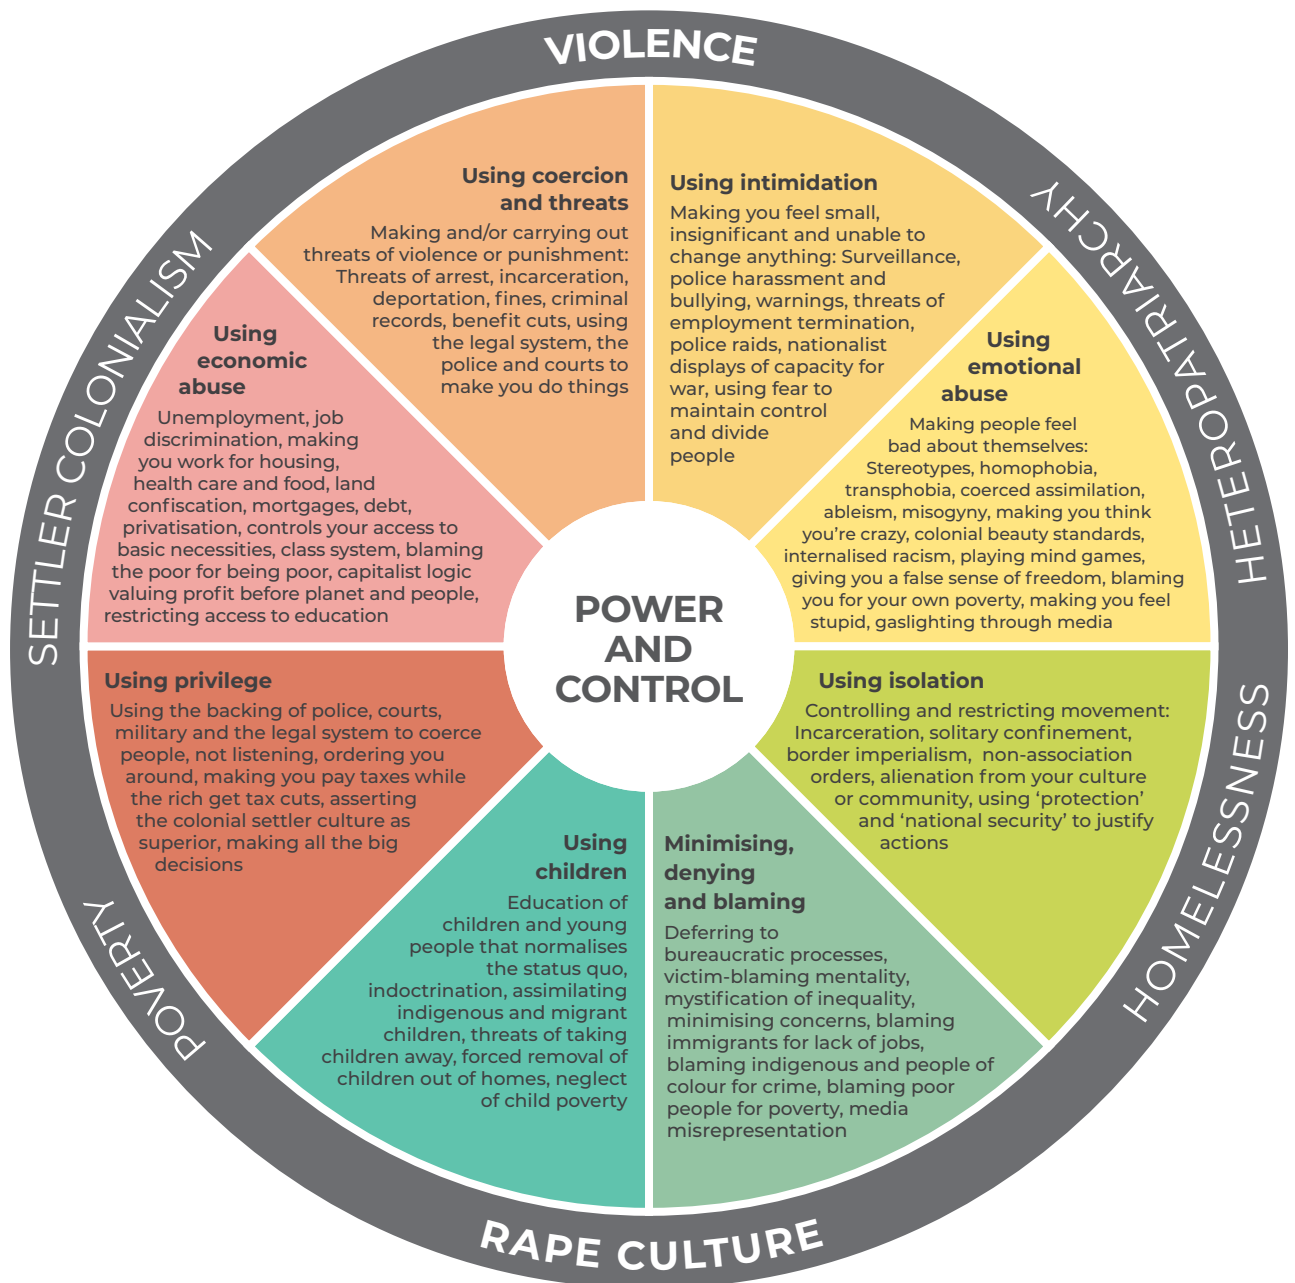 VIOLENCE
HETEROPATRIARCHY
HOMELESSNESS
RAPE CULTURE
POVERTY
SETTLER COLONIALISM
POWER
AND
CONTROL
Using coercion
and threats
Making and/or carrying out
threats of violence or punishment:
Threats of arrest, incarceration,
deportation, fines, criminal
records, benefit cuts, using
the legal system, the
police and courts to
make you do things
Using intimidation
Making you feel small,
insignificant and unable to
change anything: Surveillance,
police harassment and
bullying, warnings, threats of
employment termination,
police raids, nationalist
displays of capacity for
war, using fear to
maintain control
and divide
people
Using
emotional
abuse
Making people feel
bad about themselves:
Stereotypes, homophobia,
transphobia, coerced assimilation,
ableism, misogyny, making you think
you're crazy, colonial beauty standards,
internalised racism, playing mind games,
giving you a false sense of freedom, blaming
you for your own poverty, making you feel
stupid, gaslighting through media
Using isolation
Controlling and restricting movement:
Incarceration, solitary confinement,
border imperialism, non-association
orders, alienation from your culture
or community, using ‘protection’
and ‘national security’ to justify
actions
Minimising,
denying
and blaming
Deferring to
bureaucratic processes,
victim-blaming mentality,
mystification of inequality,
minimising concerns, blaming
immigrants for lack of jobs,
blaming indigenous and people of
colour for crime, blaming poor
people for poverty, media
misrepresentation
Using
children
Education of
children and young
people that normalises
the status quo,
indoctrination, assimilating
indigenous and migrant
children, threats of taking
children away, forced removal of
children out of homes, neglect
of child poverty
Using privilege
Using the backing of police, courts,
military and the legal system to coerce
people, not listening, ordering you
around, making you pay taxes while
the rich get tax cuts, asserting
the colonial settler culture as
superior, making all the big
decisions
Using
economic
abuse
Unemployment, job
discrimination, making
you work for housing,
health care and food, land
confiscation, mortgages, debt,
privatisation, controls your access to
basic necessities, class system, blaming
the poor for being poor, capitalist logic
valuing profit before planet and people,
restricting access to education